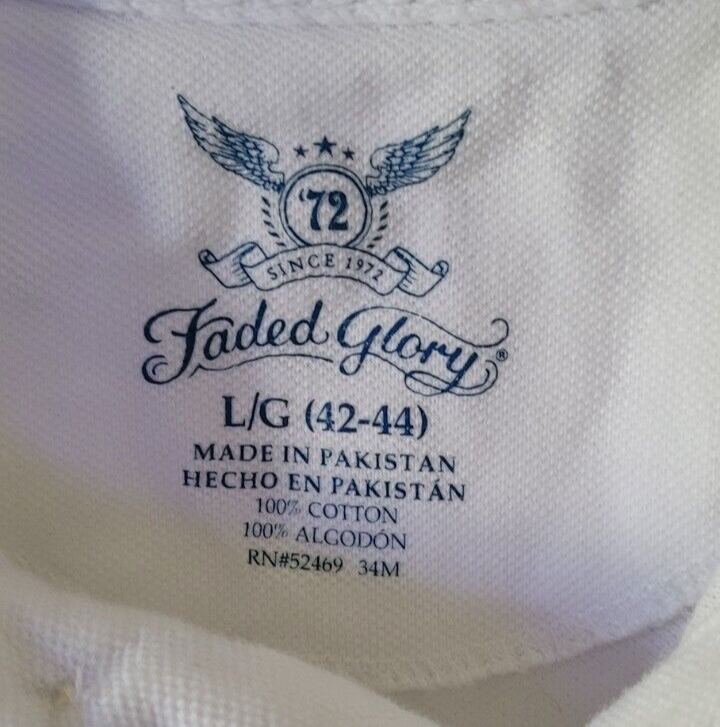 '72
SINCE 1972
Faded Glory®
L/G (42-44)
MADE IN PAKISTAN
HECHO EN PAKISTÁN
100% COTTON
100% ALGODÓN
RN#52469 34M